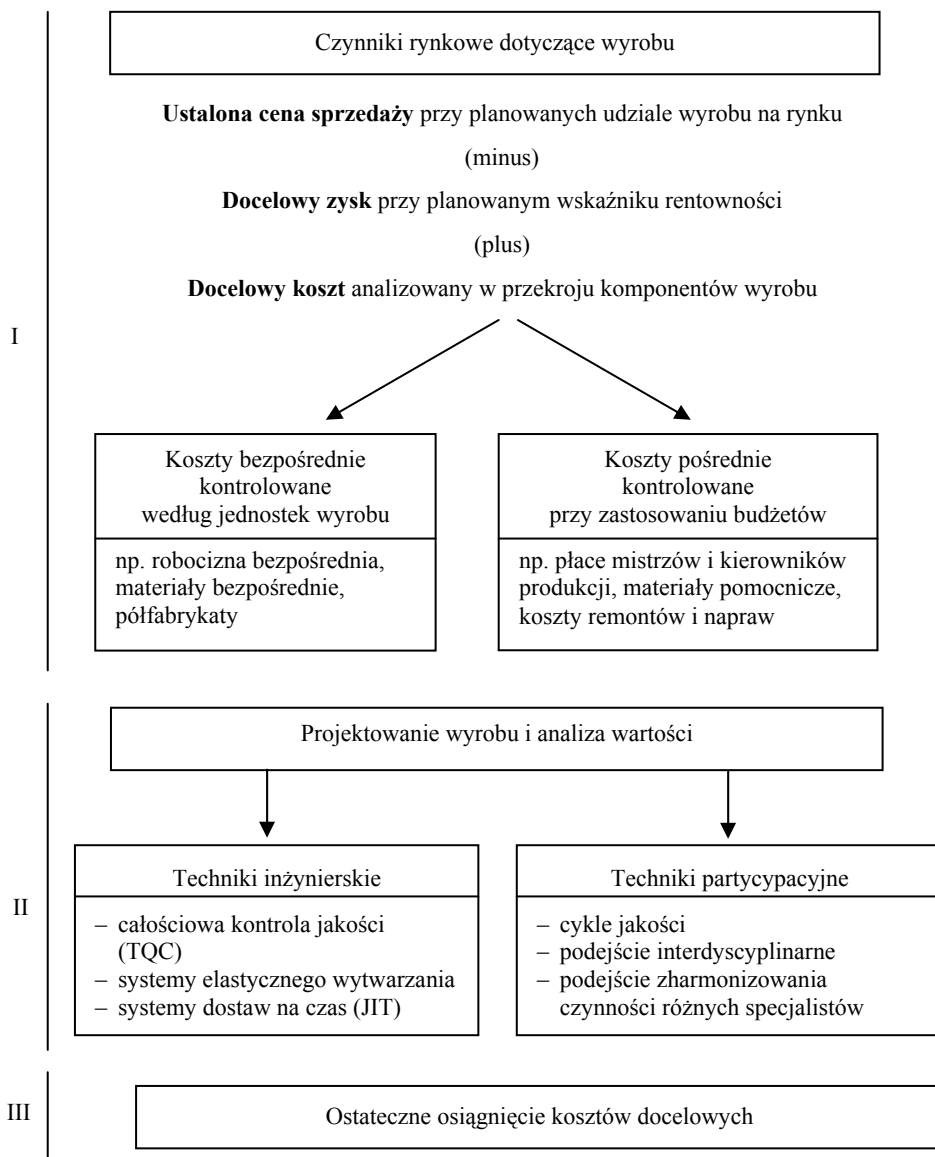 Czynniki rynkowe dotyczące wyrobu
Ustalona cena sprzedaży przy planowanych udziale wyrobu na rynku
(minus)
Docelowy zysk przy planowanym wskaźniku rentowności
(plus)
Docelowy koszt analizowany w przekroju komponentów wyrobu
I
Koszty bezpośrednie
kontrolowane
według jednostek wyrobu
np. robocizna bezpośrednia,
materiały bezpośrednie,
półfabrykaty
Koszty pośrednie
kontrolowane
przy zastosowaniu budżetów
np. płace mistrzów i kierowników
produkcji, materiały pomocnicze,
koszty remontów i napraw
Projektowanie wyrobu i analiza wartości
II
Techniki inżynierskie
– całościowa kontrola jakości
(TQC)
– systemy elastycznego wytwarzania
– systemy dostaw na czas (JIT)
Techniki partycypacyjne
– cykle jakości
– podejście interdyscyplinarne
– podejście zharmonizowania
czynności różnych specjalistów
III
Ostateczne osiągnięcie kosztów docelowych